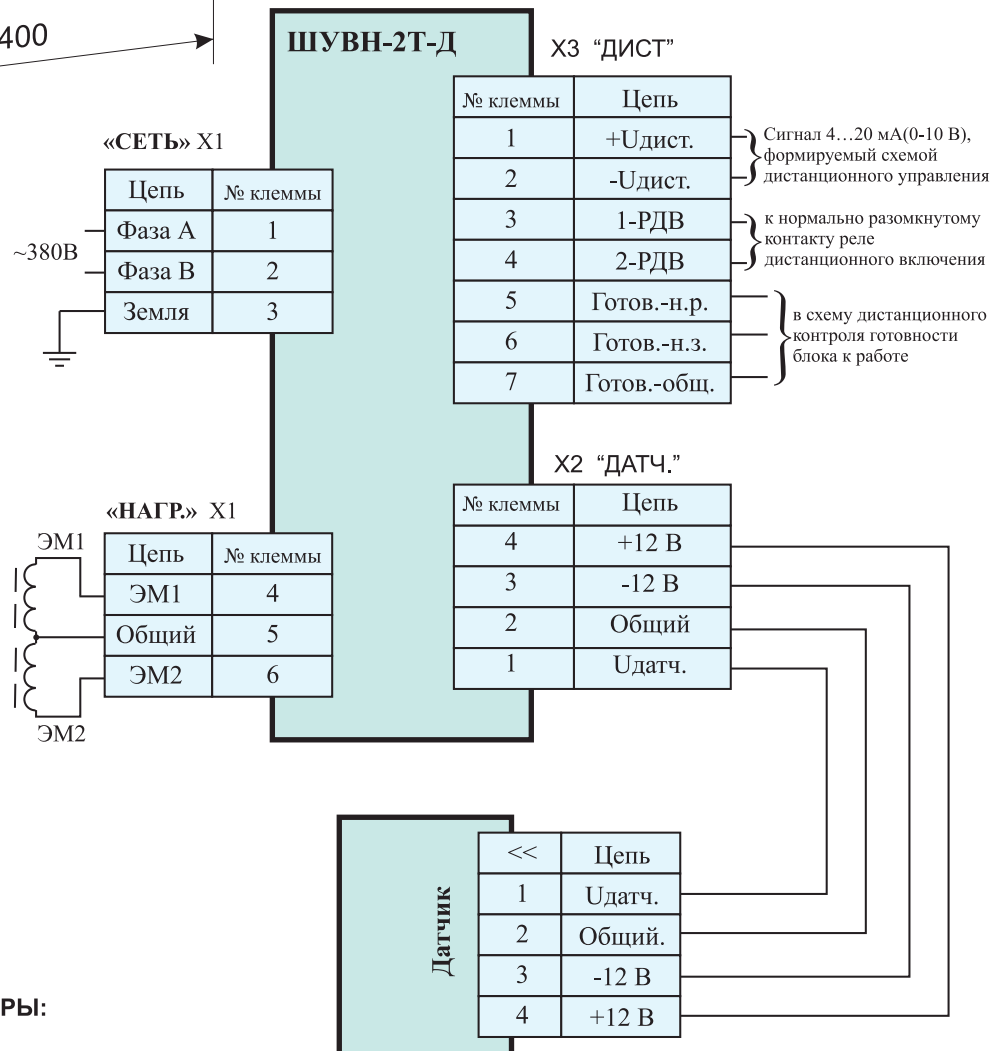 400
ШУВН-2Т-Д
X3 “ДИСТ”
№ клеммы Цепь
1 +Uдист.
2 -Uдист.
3 1-РДВ
4 2-РДВ
5 Готов.-н.р.
6 Готов.-н.з.
7 Готов.-общ.
Сигнал 4…20 мА(0-10 В),
формируемый схемой
дистанционного управления
к нормально разомкнутому
контакту реле
дистанционного включения
в схему дистанционного
контроля готовности
блока к работе
«СЕТЬ» X1
Цепь № клеммы
Фаза А 1
Фаза В 2
Земля 3
~380В
X2 “ДАТЧ.”
№ клеммы Цепь
4 +12 В
3 -12 В
2 Общий
1 Uдатч.
«НАГР.» X1
Цепь № клеммы
ЭМ1 4
Общий 5
ЭМ2 6
ЭМ1
ЭМ2
Датчик
<< Цепь
1 Uдатч.
2 Общий.
3 -12 В
4 +12 В
РЫ: